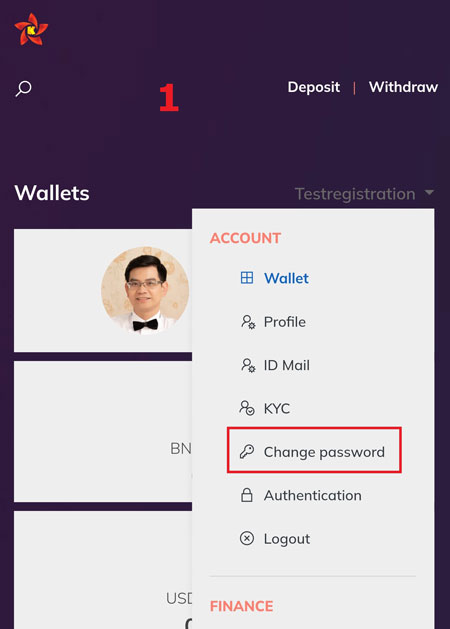 K
1
Deposit | Withdraw
Wallets
Testregistration
ACCOUNT
Wallet
Profile
ID Mail
KYC
BN
Change password
Authentication
Logout
USD
FINANCE